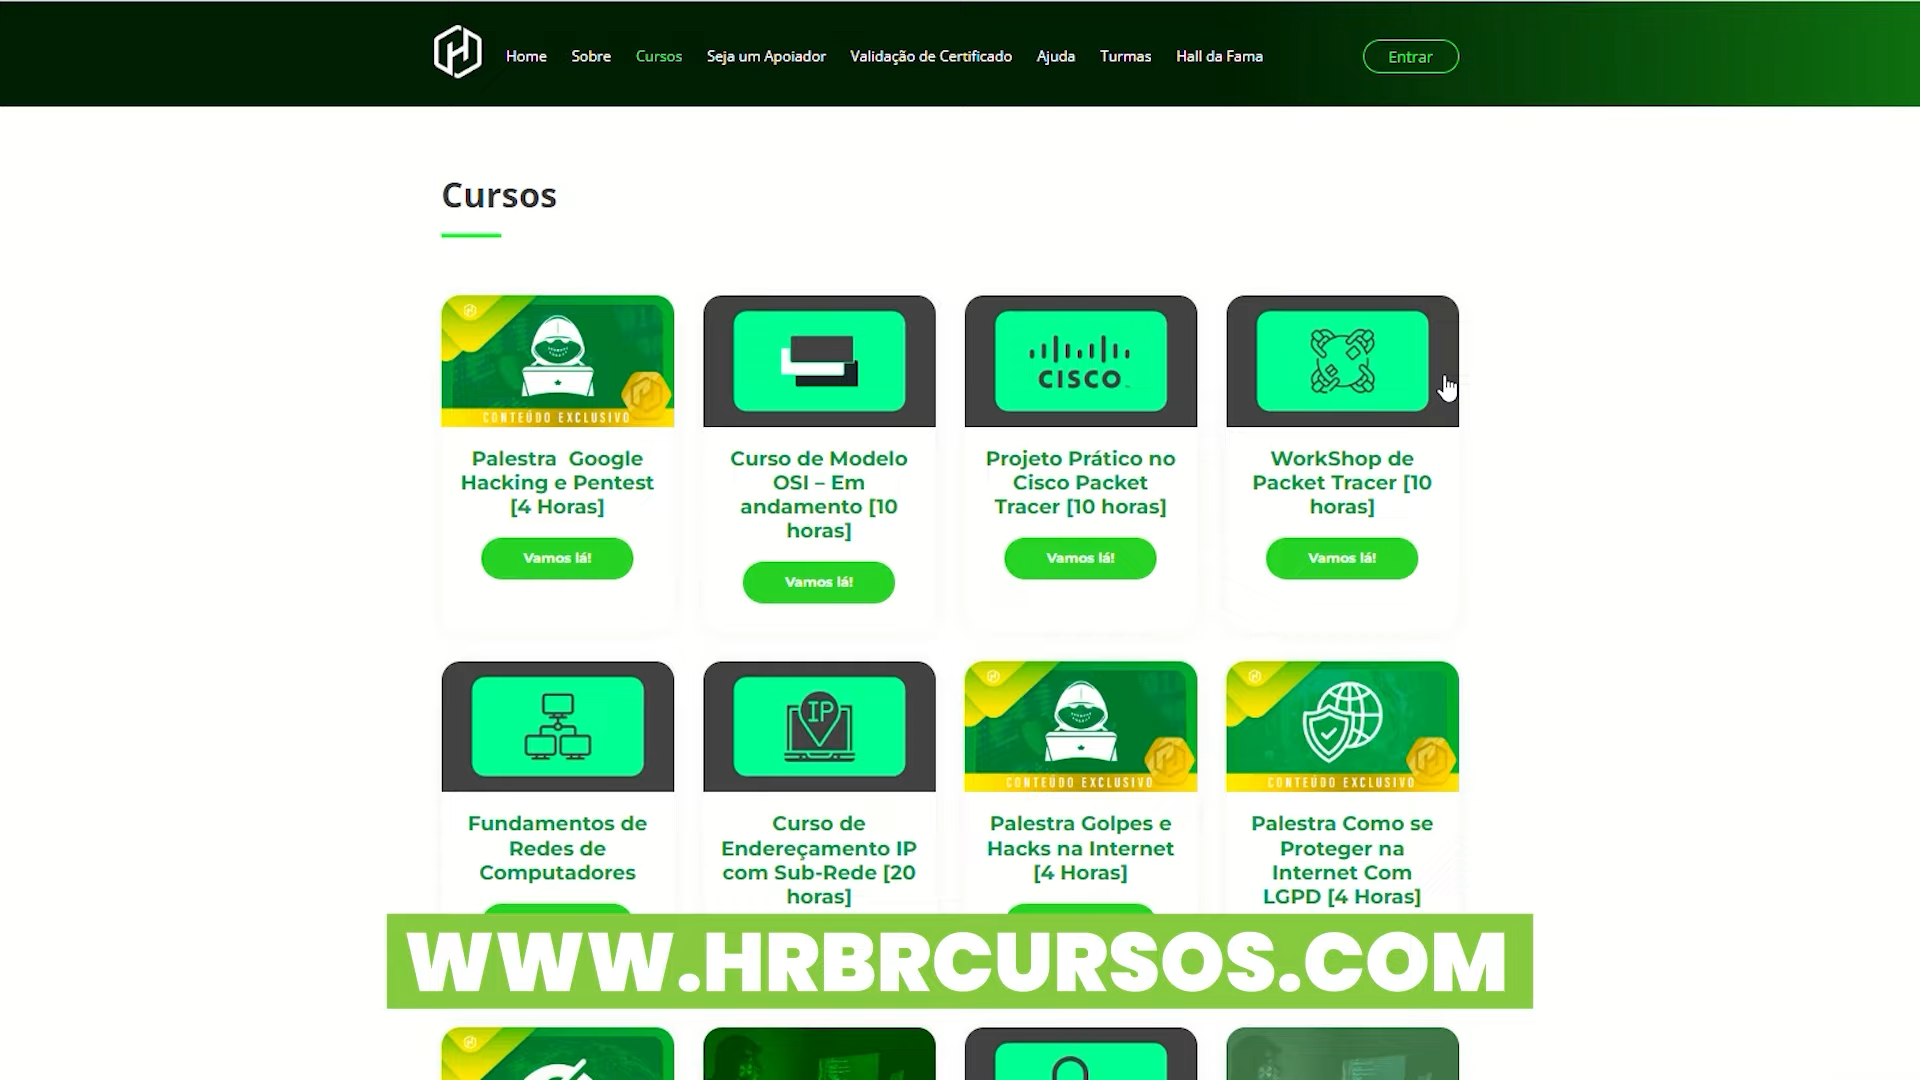 Home Sobre Cursos Seja um Apoiador Validação de Certificado Ajuda Turmas Hall da Fama Entrar
Cursos
CONTEÚDO EXCLUSIVO
CISCO
Palestra Google
Hacking e Pentest
[4 Horas]
Vamos lá!
Curso de Modelo
OSI – Em
andamento [10
horas]
Vamos lá!
Projeto Prático no
Cisco Packet
Tracer [10 horas]
Vamos lá!
WorkShop de
Packet Tracer [10
horas]
Vamos lá!
IP
CONTEÚDO EXCLUSIVO
CONTEÚDO EXCLUSIVO
Fundamentos de
Redes de
Computadores
Curso de
Endereçamento IP
com Sub-Rede [20
horas]
Palestra Golpes e
Hacks na Internet
[4 Horas]
Palestra Como se
Proteger na
Internet Com
LGPD [4 Horas]
WWW.HRBRCURSOS.COM